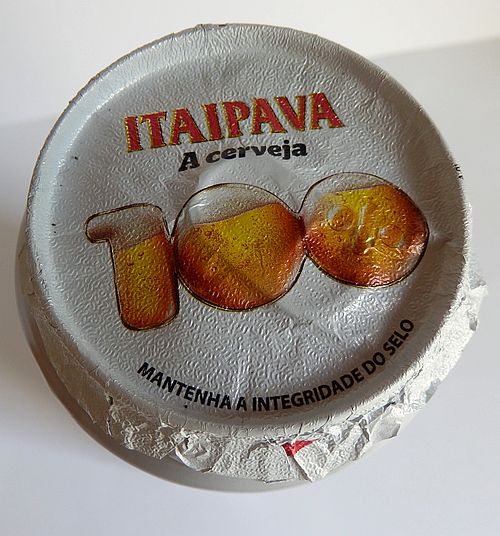 ITAIPAVA
A cerveja
100%
MANTENHA A INTEGRIDADE DO SELO